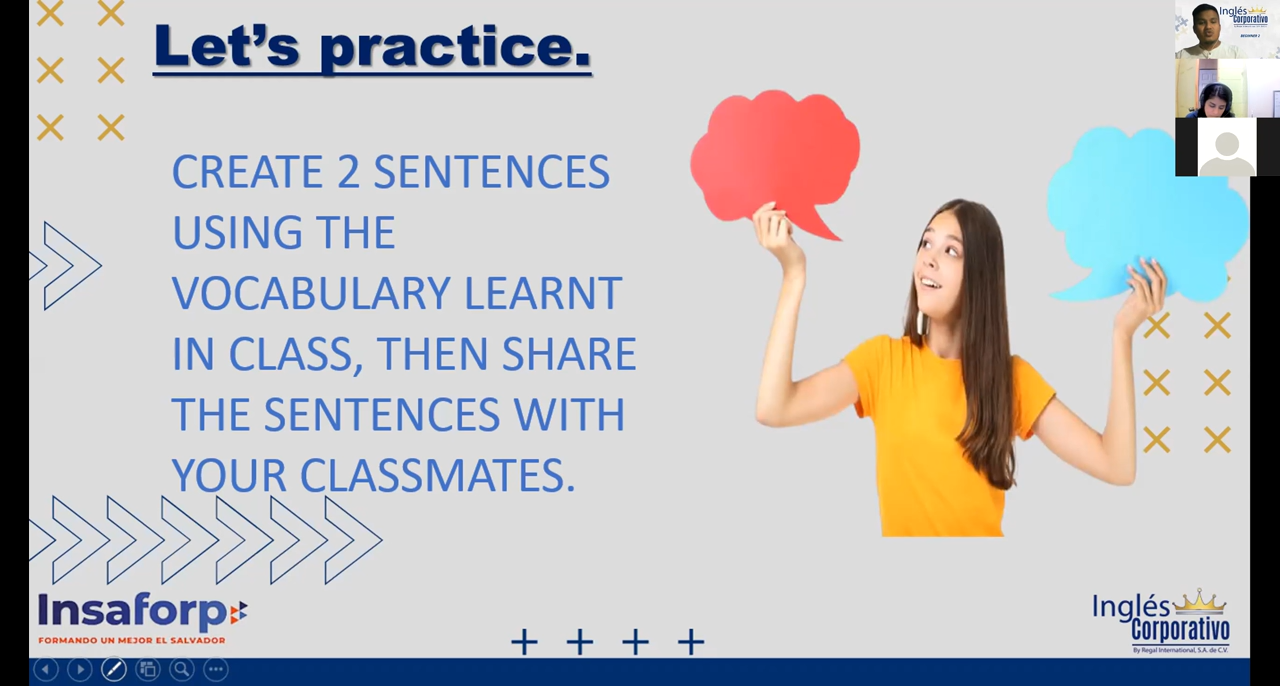 Let's practice.
CREATE 2 SENTENCES
USING THE
VOCABULARY LEARNT
IN CLASS, THEN SHARE
THE SENTENCES WITH
YOUR CLASSMATES.
Insaforp
FORMANDO UN MEJOR EL SALVADOR
Inglés
Corporativo
By Regal International, S.A. de C.V.
Inglés
Corporativo